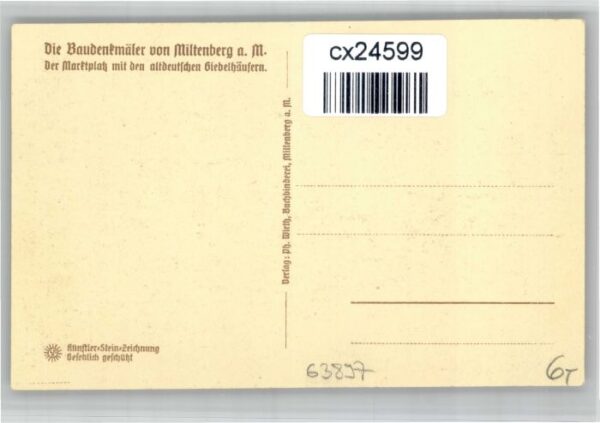 Die Baudenkmäler von Miltenberg a. M.
Der Marktplatz mit den altdeutschen Giebelhäusern.
cx24599
Verlag: Ph. Wirth, Buchbinderei, Miltenberg a. M.
Künstler=Stein=Zeichnung
Gesetzlich geschützt
63897
6T